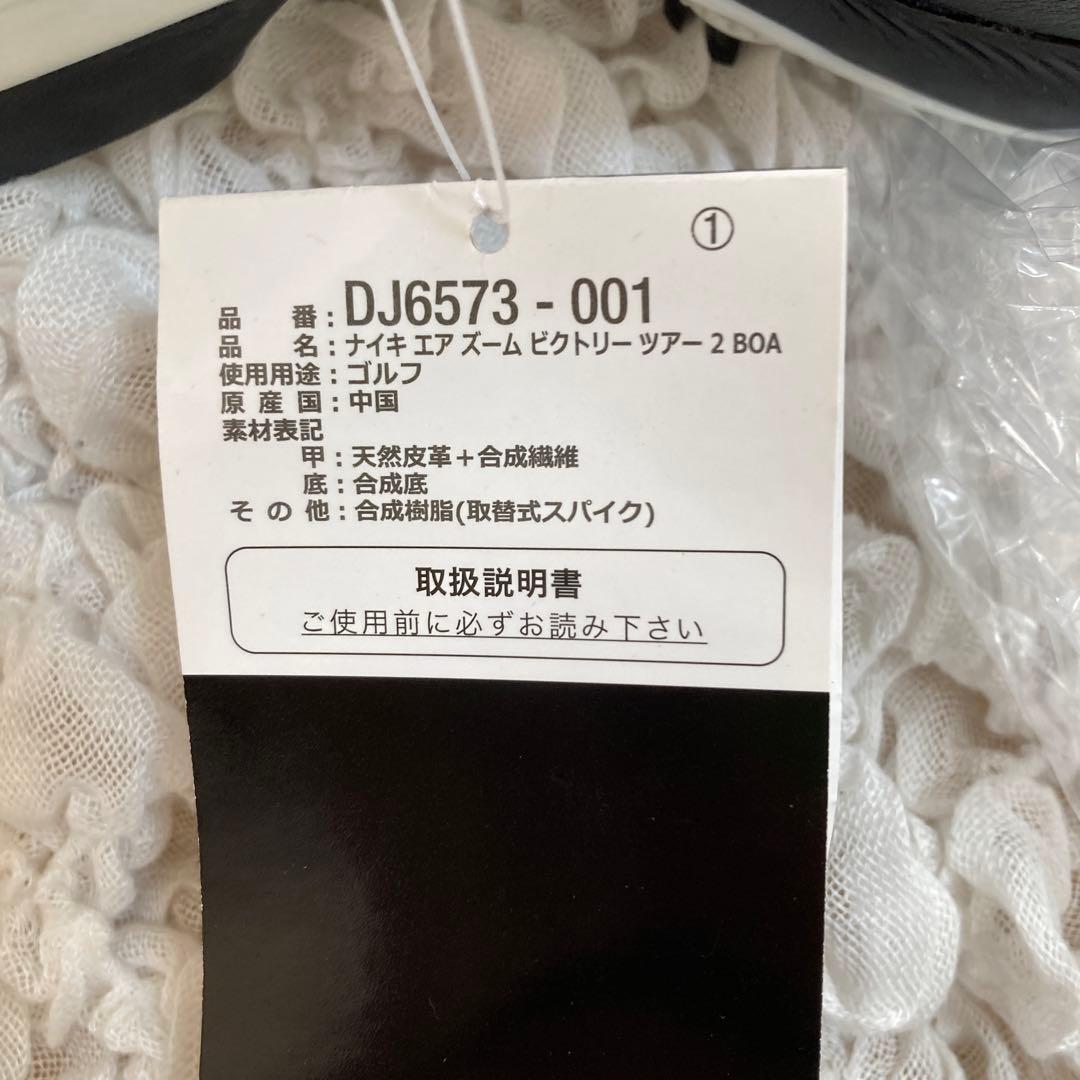 ①
品番：DJ6573 - 001
品名：ナイキ エア ズーム ビクトリー ツアー 2 BOA
使用用途：ゴルフ
原産国：中国
素材表記
甲：天然皮革＋合成繊維
底：合成底
その他：合成樹脂(取替式スパイク)
取扱説明書
ご使用前に必ずお読み下さい